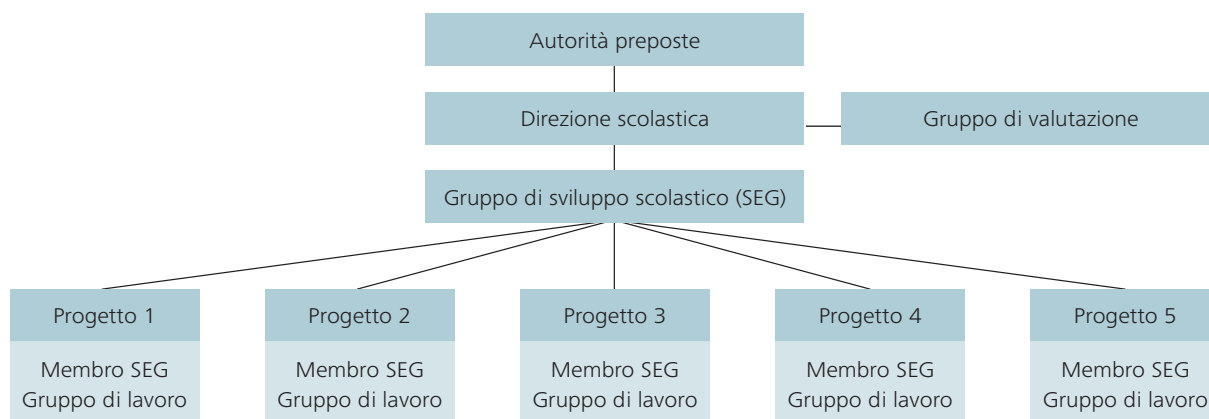 Autorità preposte
Direzione scolastica
Gruppo di valutazione
Gruppo di sviluppo scolastico (SEG)
Progetto 1
Progetto 2
Progetto 3
Progetto 4
Progetto 5
Membro SEG
Gruppo di lavoro
Membro SEG
Gruppo di lavoro
Membro SEG
Gruppo di lavoro
Membro SEG
Gruppo di lavoro
Membro SEG
Gruppo di lavoro